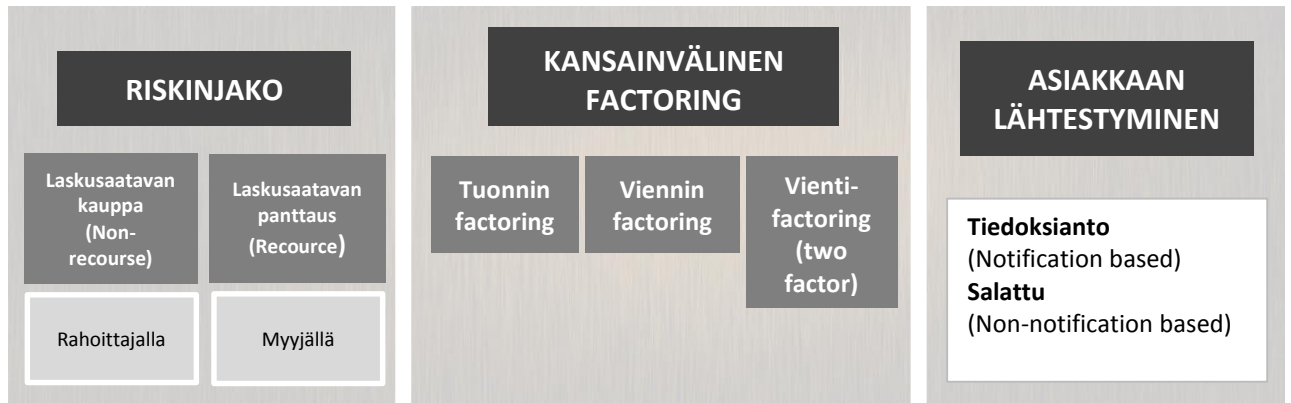 RISKINJAKO
Laskusaatavan
kauppa
(Non-
recourse)
Laskusaatavan
panttaus
(Recource)
Rahoittajalla
Myyjällä
KANSAINVÄLINEN
FACTORING
Tuonnin
factoring
Viennin
factoring
Vienti-
factoring
(two
factor)
ASIAKKAAN
LÄHTESTYMINEN
Tiedoksianto
(Notification based)
Salattu
(Non-notification based)